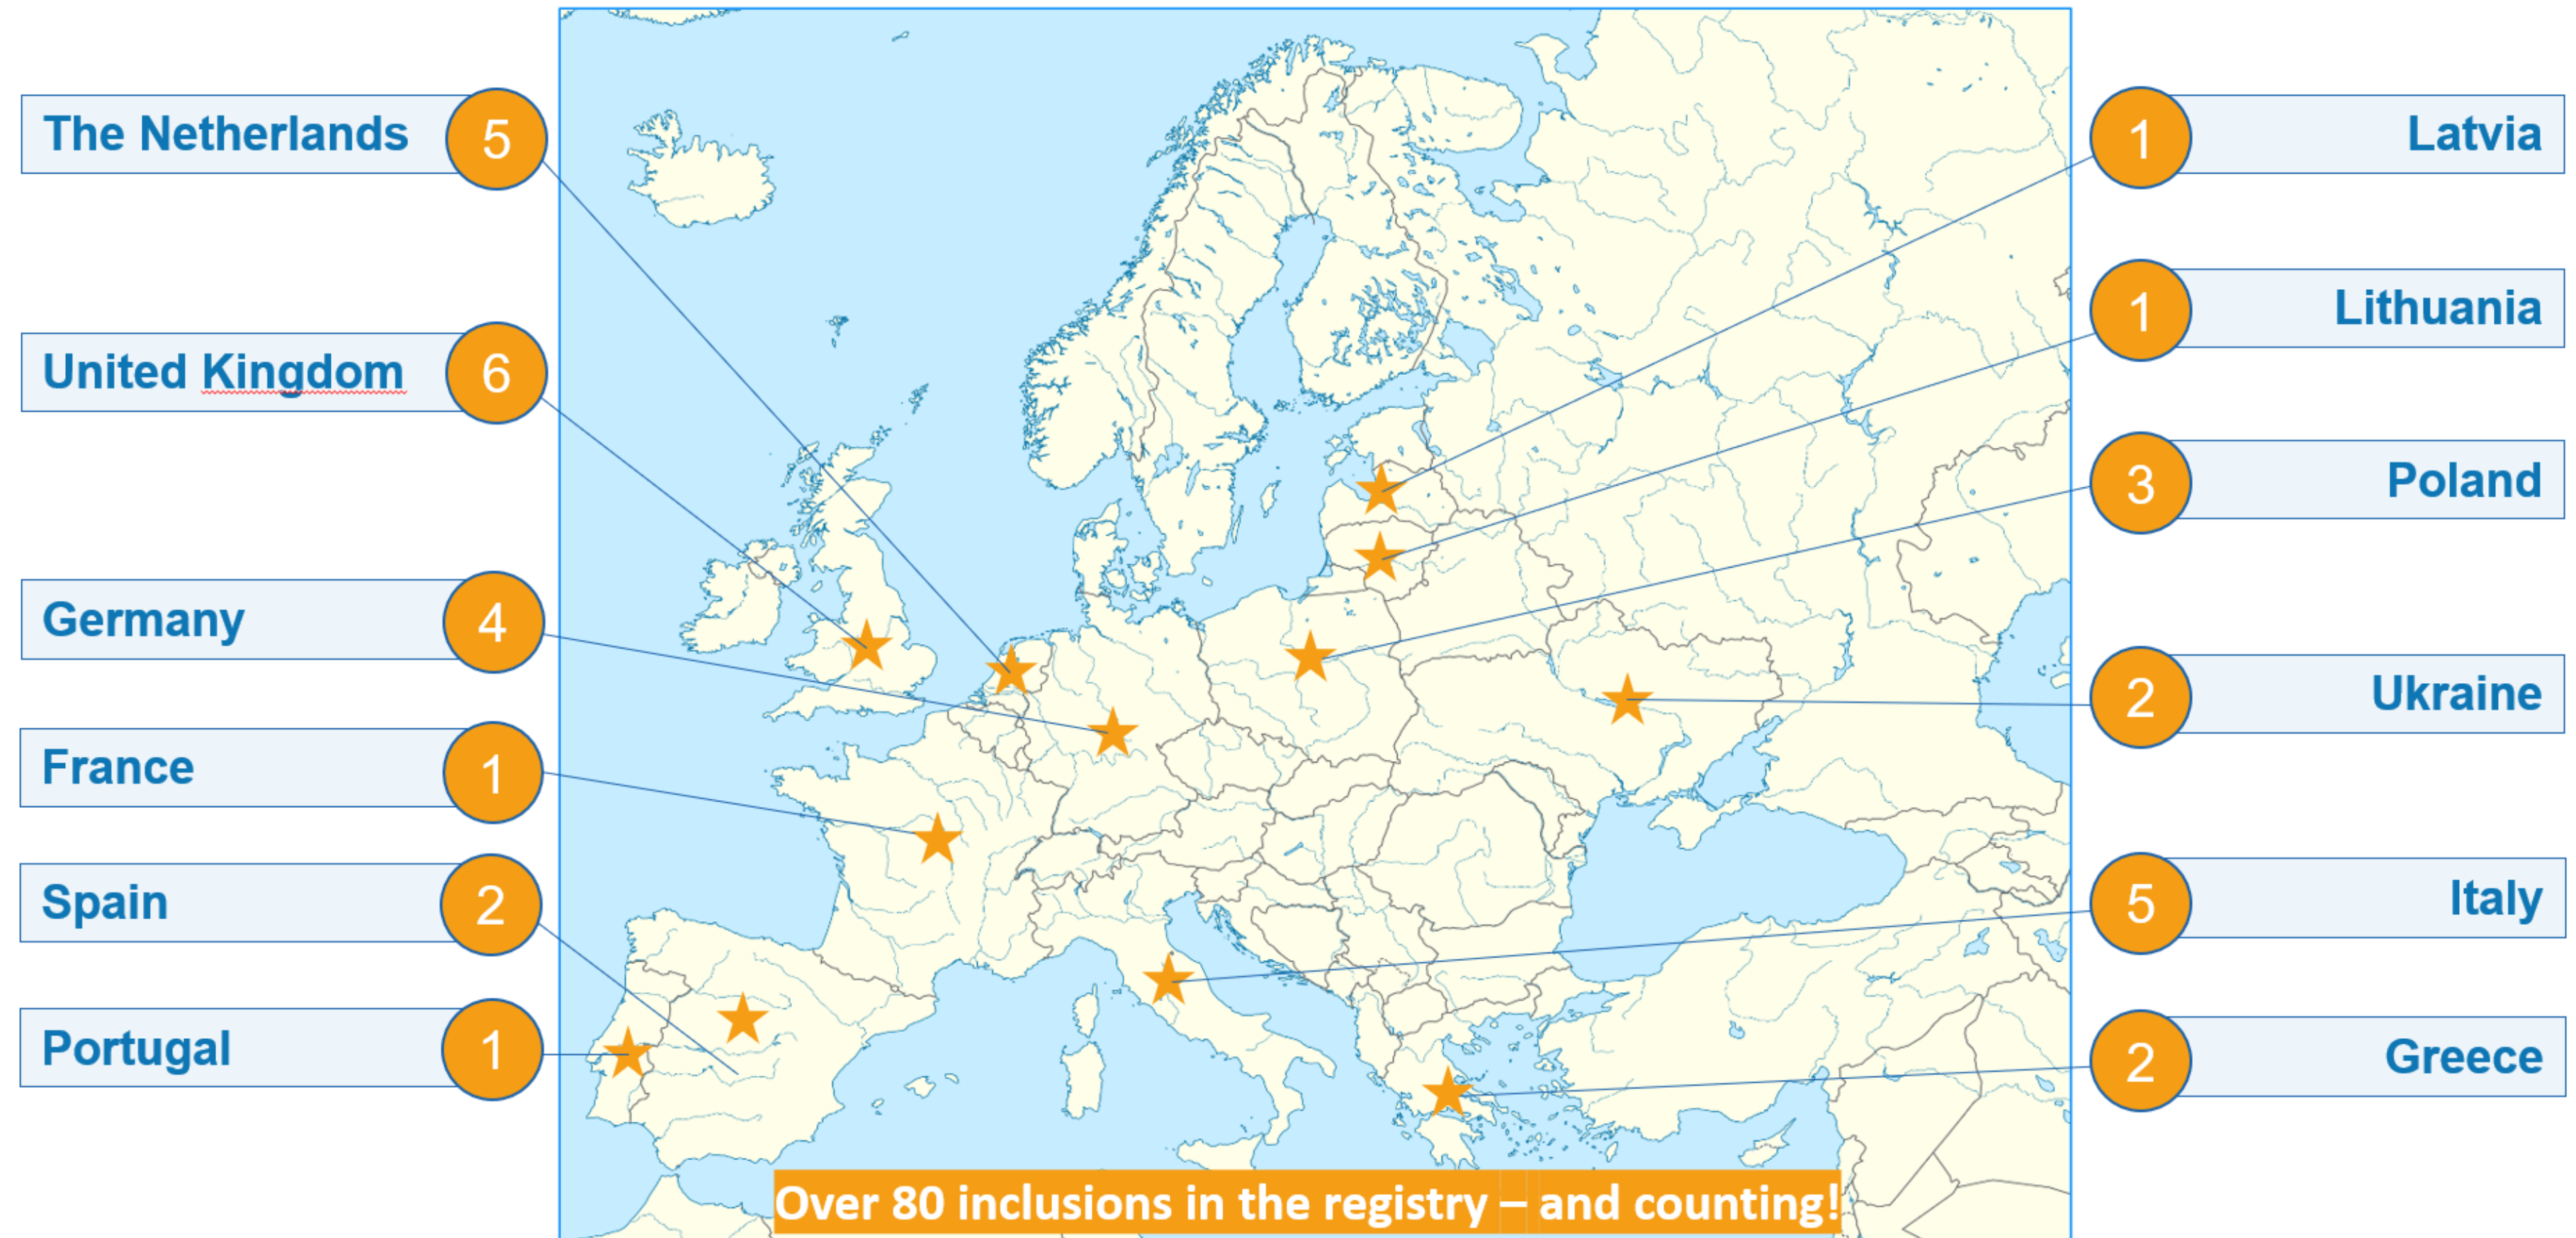 The Netherlands 5
United Kingdom 6
Germany 4
France 1
Spain 2
Portugal 1
1 Latvia
1 Lithuania
3 Poland
2 Ukraine
5 Italy
2 Greece
Over 80 inclusions in the registry – and counting!